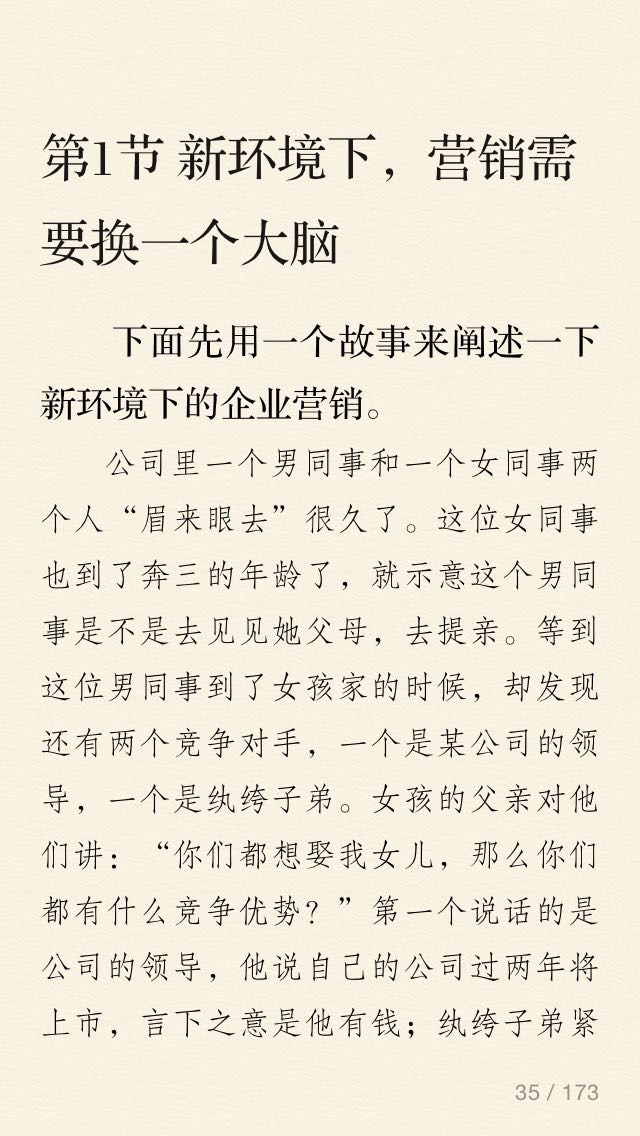 第1节 新环境下，营销需
要换一个大脑
下面先用一个故事来阐述一下
新环境下的企业营销。
公司里一个男同事和一个女同事两
个人“眉来眼去”很久了。这位女同事
也到了奔三的年龄了，就示意这个男同
事是不是去见见她父母，去提亲。等到
这位男同事到了女孩家的时候，却发现
还有两个竞争对手，一个是某公司的领
导，一个是纨绔子弟。女孩的父亲对他
们讲：“你们都想娶我女儿，那么你们
都有什么竞争优势？”第一个说话的是
公司的领导，他说自己的公司过两年将
上市，言下之意是他有钱；纨绔子弟紧
35 / 173